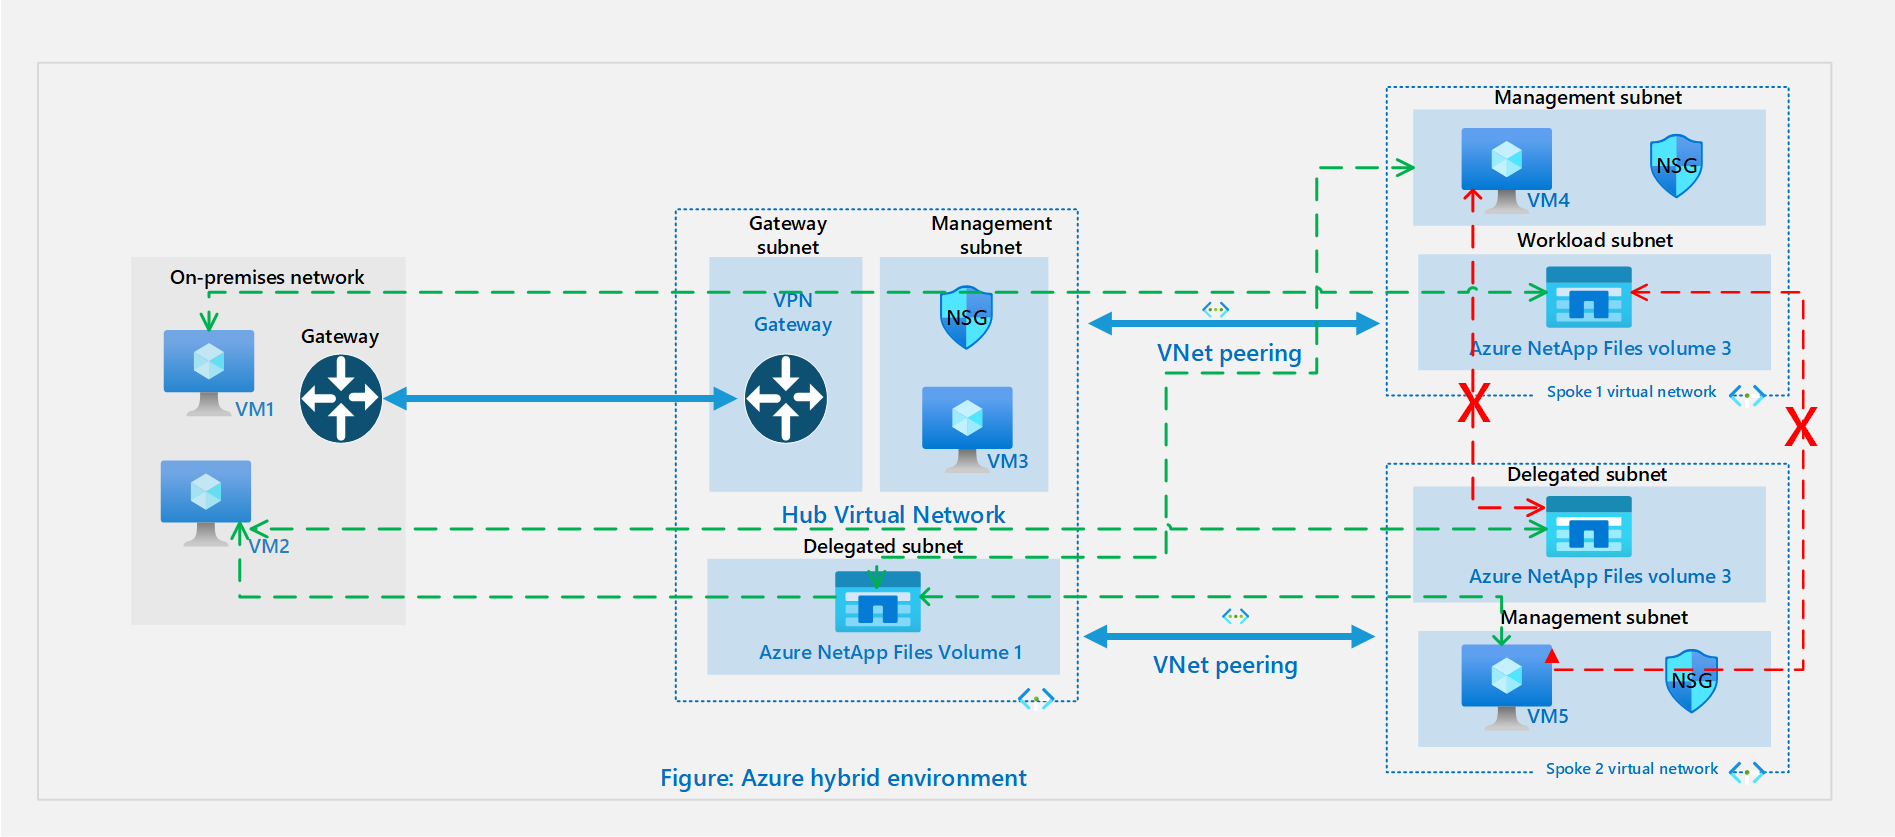 On-premises network
Gateway
VM1
VM2
Gateway
subnet
VPN
Gateway
Management
subnet
NSG
VM3
Hub Virtual Network
Delegated subnet
Azure NetApp Files Volume 1
VNet peering
VNet peering
Management subnet
NSG
VM4
Workload subnet
Azure NetApp Files volume 3
Spoke 1 virtual network
X
X
Delegated subnet
Azure NetApp Files volume 3
Management subnet
NSG
VM5
Spoke 2 virtual network
Figure: Azure hybrid environment